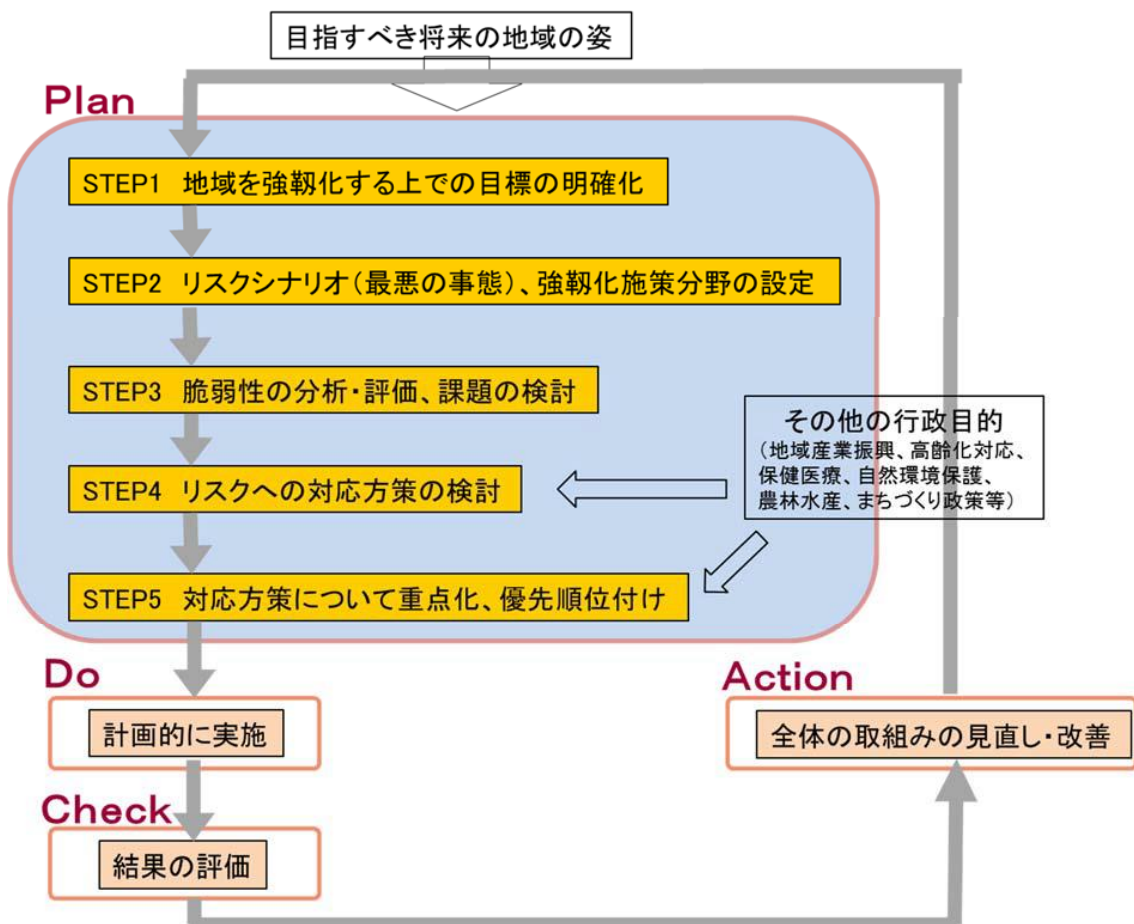 目指すべき将来の地域の姿
Plan
STEP1 地域を強靱化する上での目標の明確化
STEP2 リスクシナリオ(最悪の事態)、強靱化施策分野の設定
STEP3 脆弱性の分析・評価、課題の検討
その他の行政目的
(地域産業振興、高齢化対応、
保健医療、自然環境保護、
農林水産、まちづくり政策等)
STEP4 リスクへの対応方策の検討
STEP5 対応方策について重点化、優先順位付け
Do
計画的に実施
Action
全体の取組みの見直し・改善
Check
結果の評価